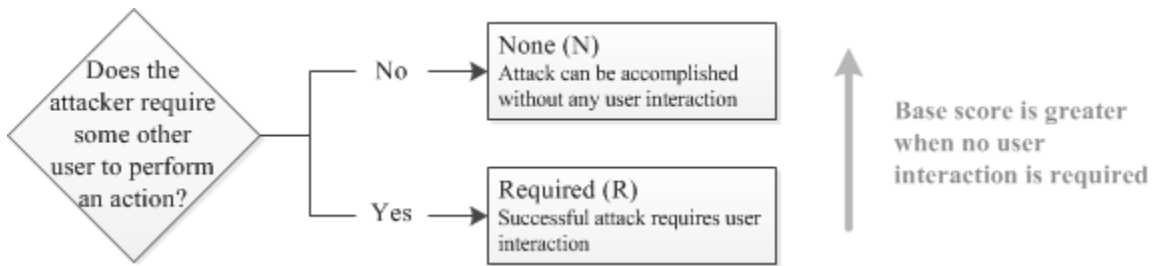 Does the
attacker require
some other
user to perform
an action?
No
None (N)
Attack can be accomplished
without any user interaction
Yes
Required (R)
Successful attack requires user
interaction
Base score is greater
when no user
interaction is required